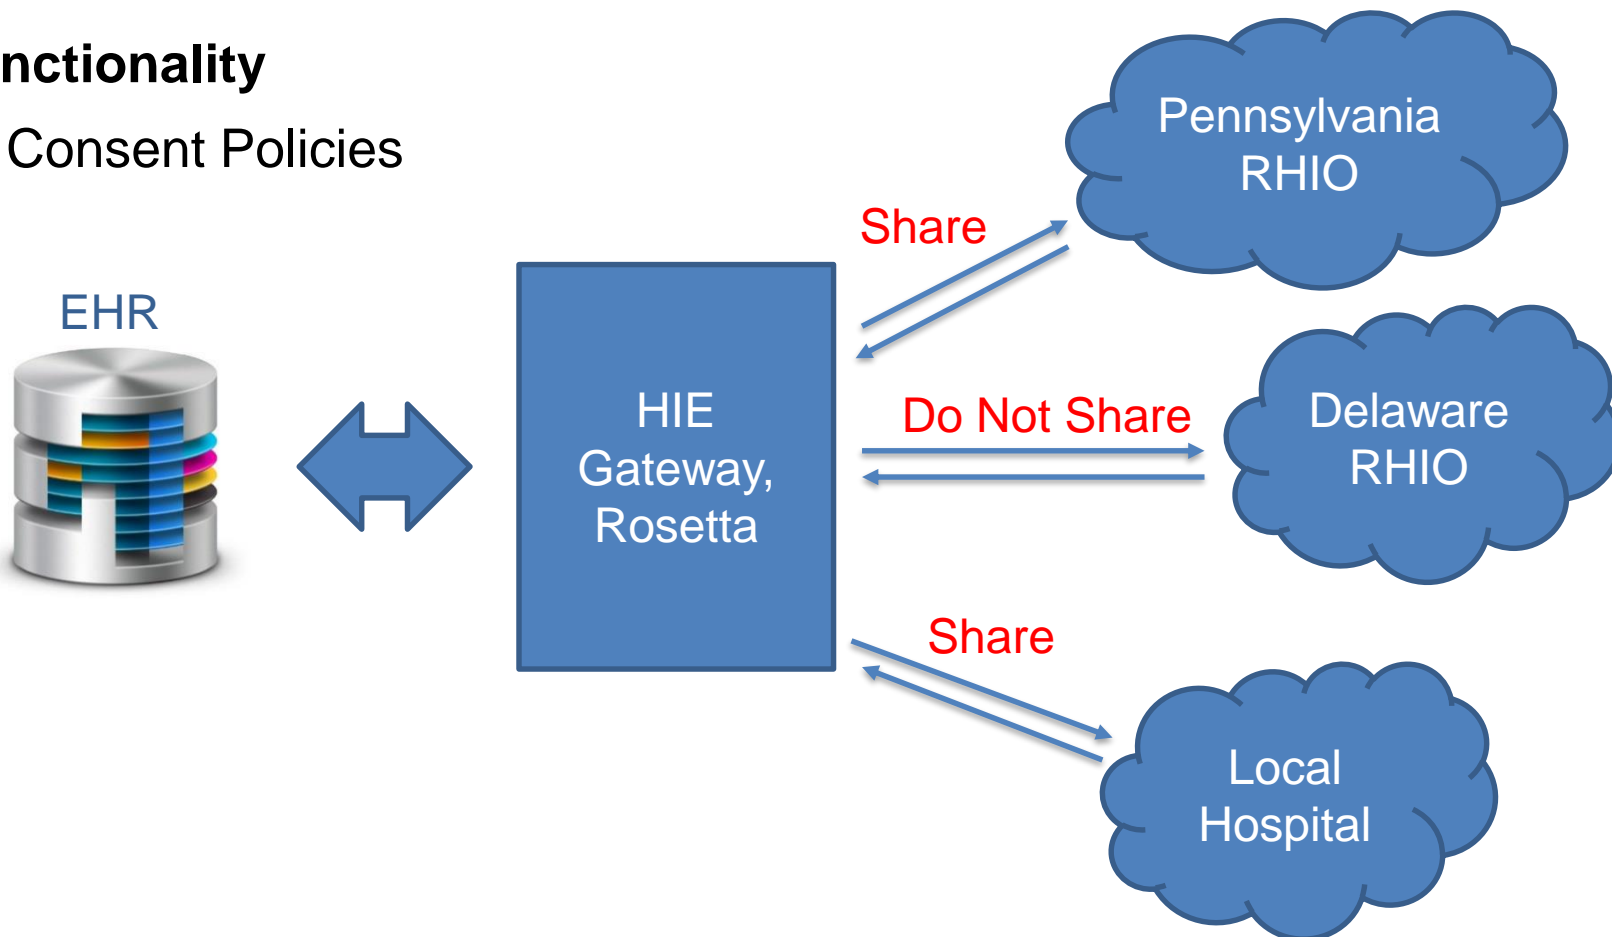 nctionality
Consent Policies
EHR
HIE
Gateway,
Rosetta
Share
Do Not Share
Share
Pennsylvania
RHIO
Delaware
RHIO
Local
Hospital